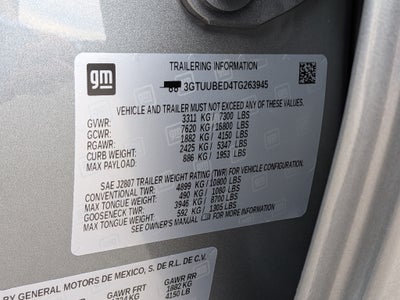 gm
TRAILERING INFORMATION
3GTUUBED4TG263945
VEHICLE AND TRAILER MUST NOT EXCEED ANY OF THESE VALUES.
GVWR: 3311 KG/ 7300 LBS
GCWR: 7620 KG/16800 LBS
RGAWR: 1882 KG/ 4150 LBS
CURB WEIGHT: 2425 KG/ 5347 LBS
MAX PAYLOAD: 886 KG/ 1953 LBS
SAE J2807 TRAILER WEIGHT RATING (TWR) FOR VEHICLE CONFIGURATION.
CONVENTIONAL TWR: 4899 KG/10800 LBS
MAX TONGUE WEIGHT: 490 KG/ 1080 LBS
GOOSENECK TWR: 3946 KG/ 8700 LBS
MAX TONGUE WEIGHT: 592 KG/ 1305 LBS
SEE OWNER'S MANUAL FOR MORE INFORMATION.
BY GENERAL MOTORS DE MEXICO, S. DE R.L. DE C.V.
GAWR FRT GAWR RR
KG 1882 KG
LB 4150 LB